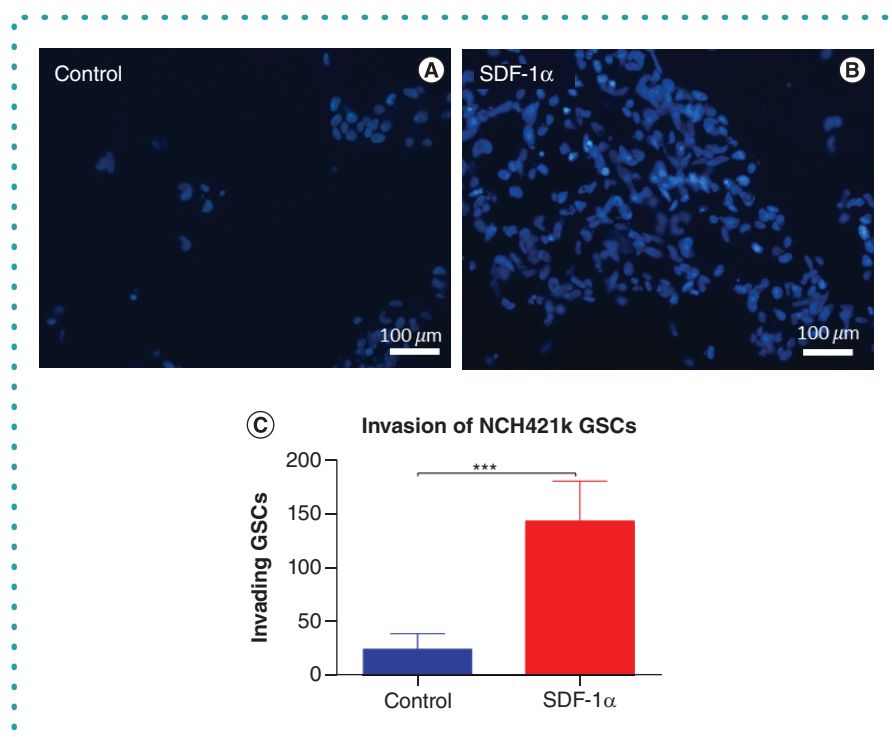 Control
A
SDF-1α
B
100 µm
100 µm
C
Invasion of NCH421k GSCs
200
150
100
50
0
Invading GSCs
***
Control
SDF-1α